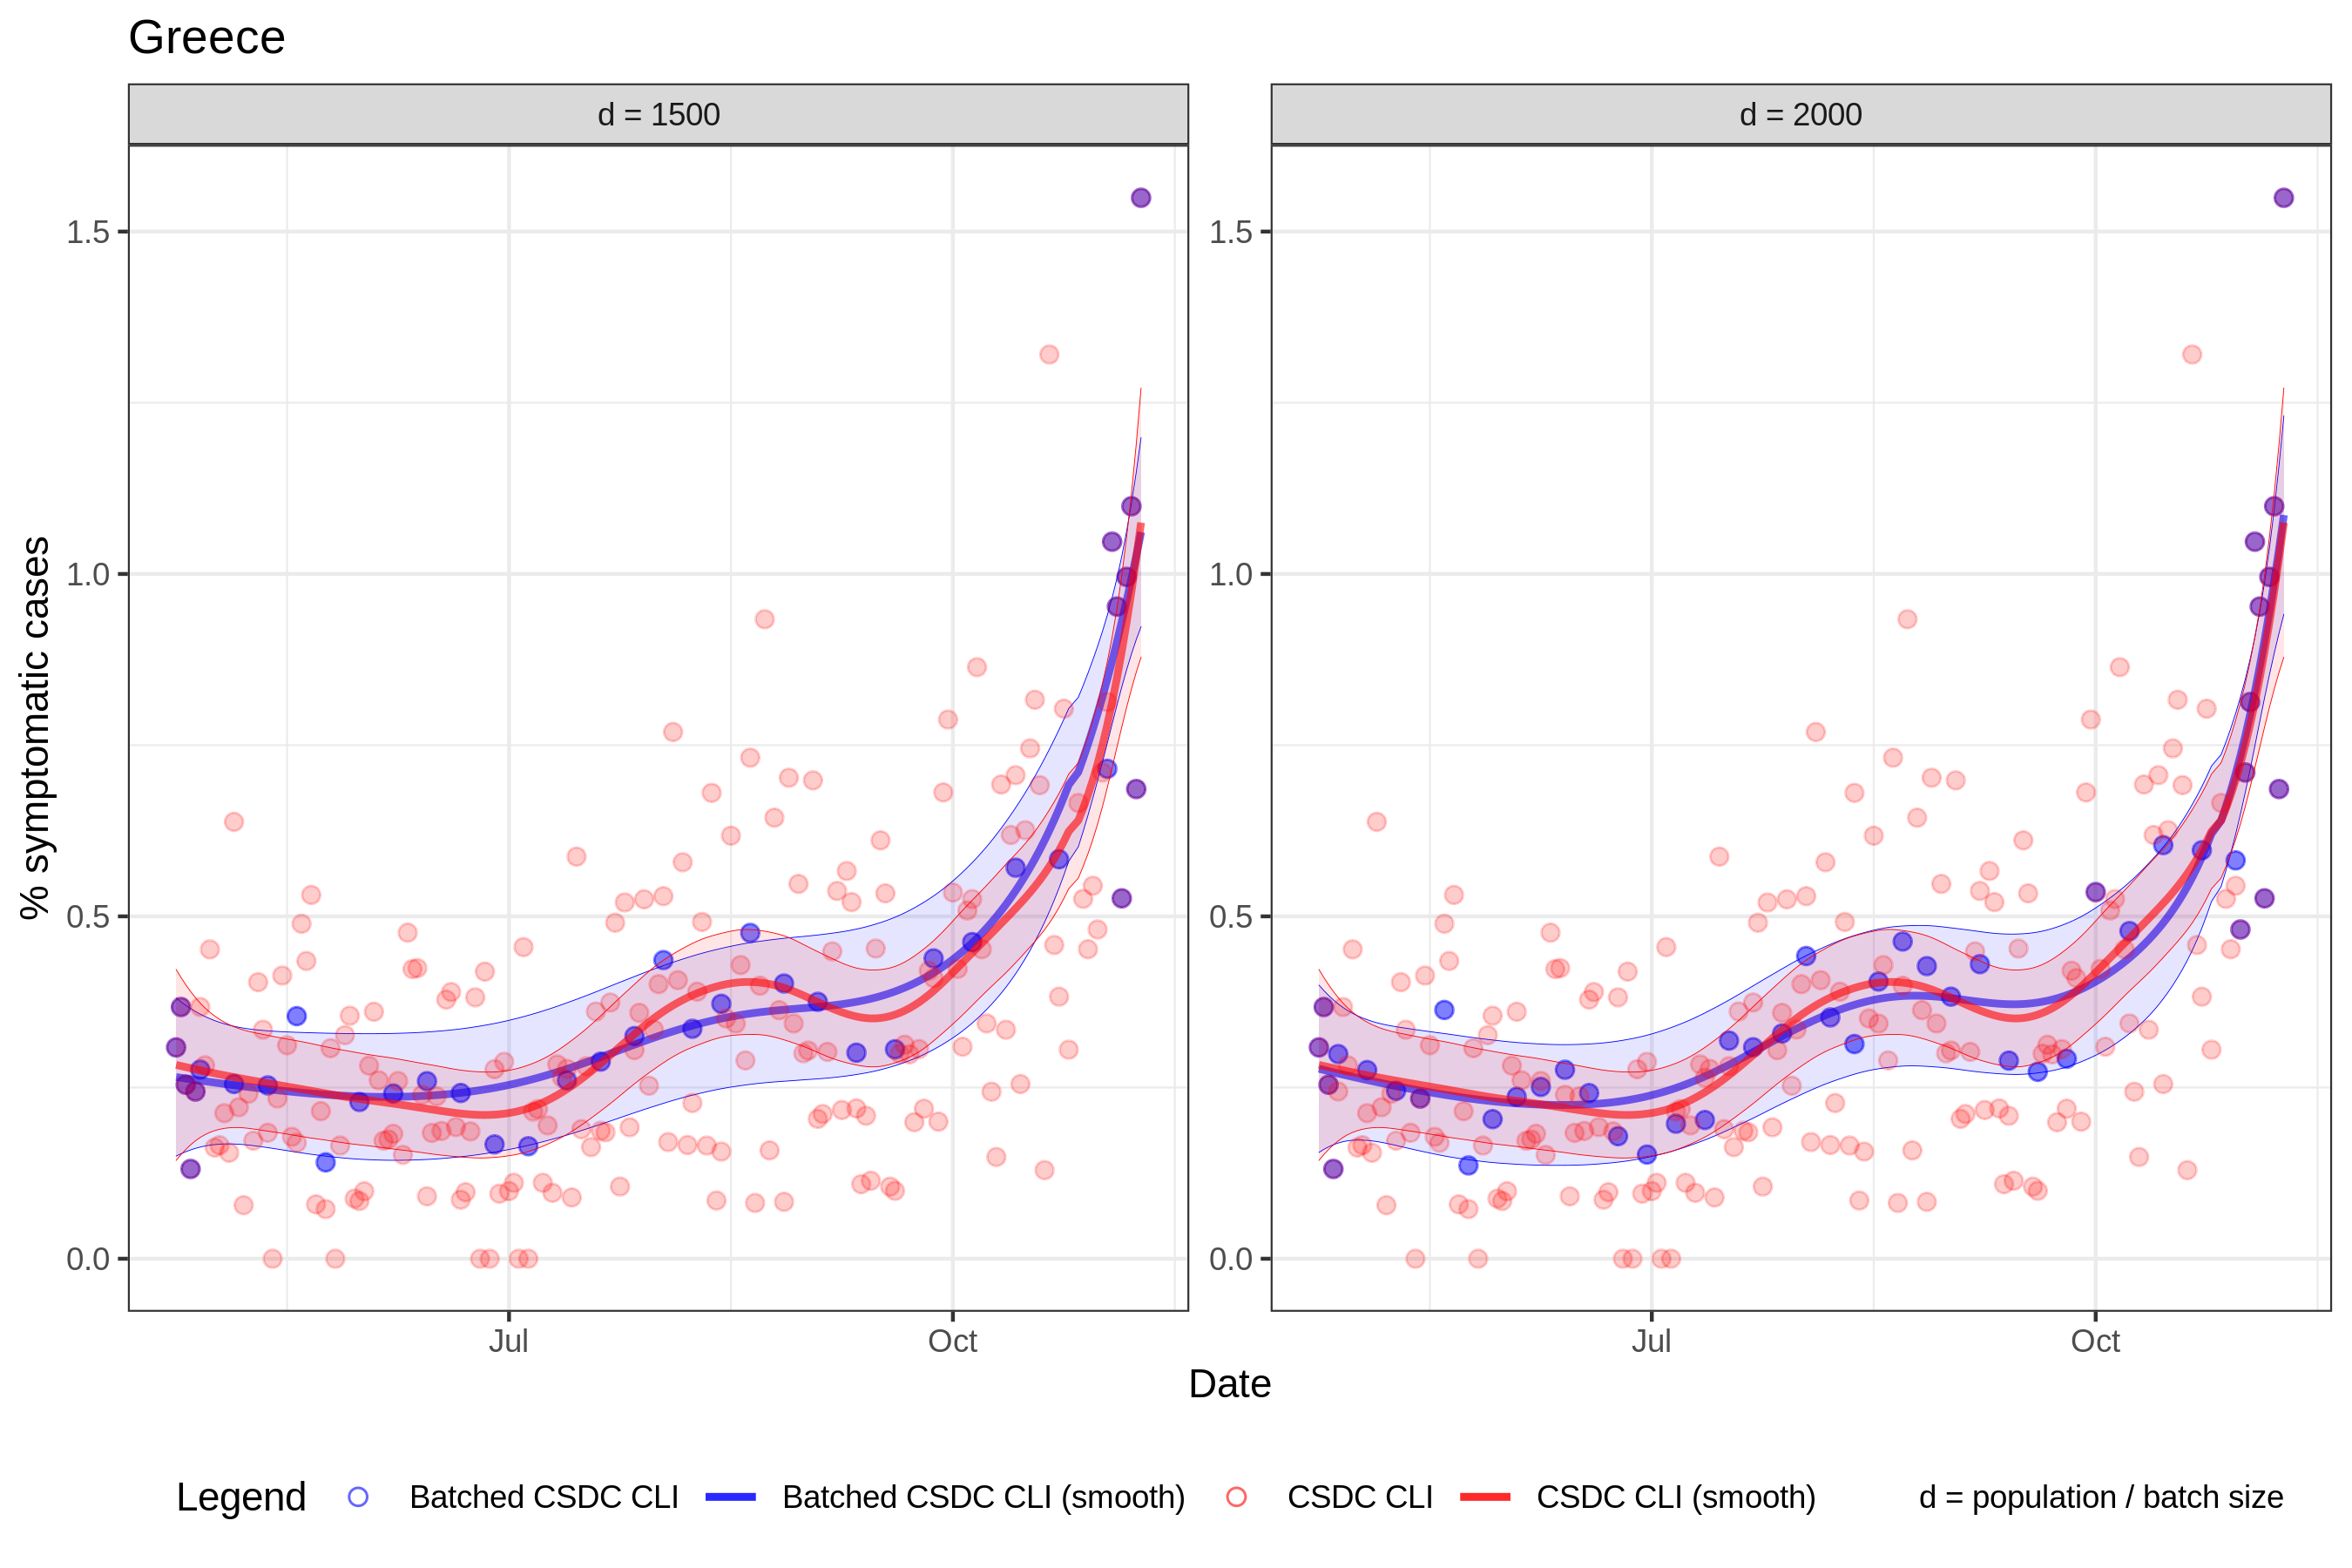 Greece
d = 1500
d = 2000
% symptomatic cases
1.5
1.0
0.5
0.0
1.5
1.0
0.5
0.0
Jul
Oct
Jul
Oct
Date
Legend
Batched CSDC CLI
Batched CSDC CLI (smooth)
CSDC CLI
CSDC CLI (smooth)
d = population / batch size